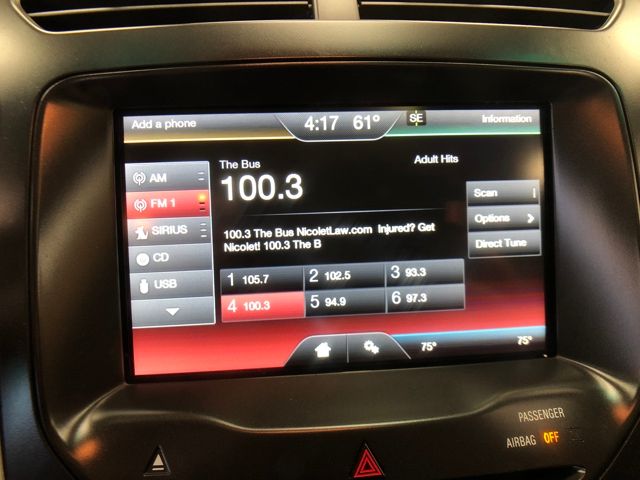 Add a phone
4:17 61° SE
Information
The Bus
Adult Hits
100.3
AM
FM 1
SIRIUS
CD
USB
100.3 The Bus NicoletLaw.com Injured? Get
Nicolet! 100.3 The B
Scan
Options
Direct Tune
1 105.7 2 102.5 3 93.3
4 100.3 5 94.9 6 97.3
75° 75°
PASSENGER
AIRBAG OFF